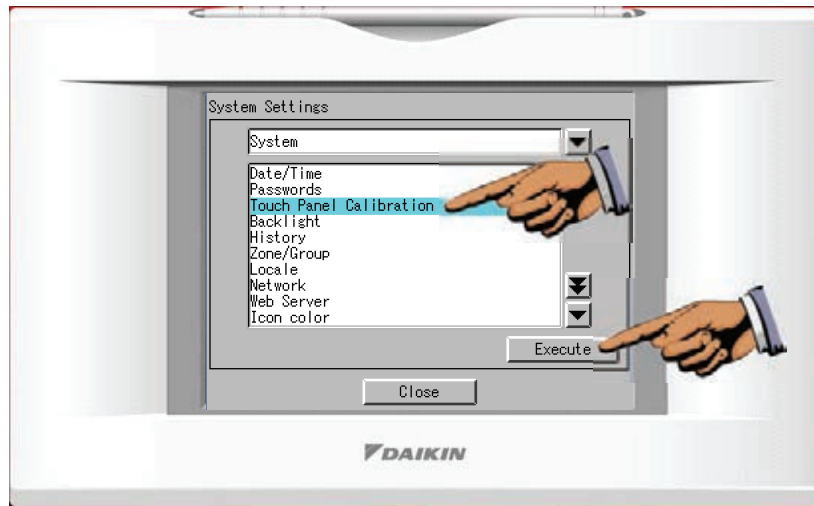 System Settings
System
Date/Time
Passwords
Touch Panel Calibration
Backlight
History
Zone/Group
Locale
Network
Web Server
Icon color
Execute
Close
DAIKIN